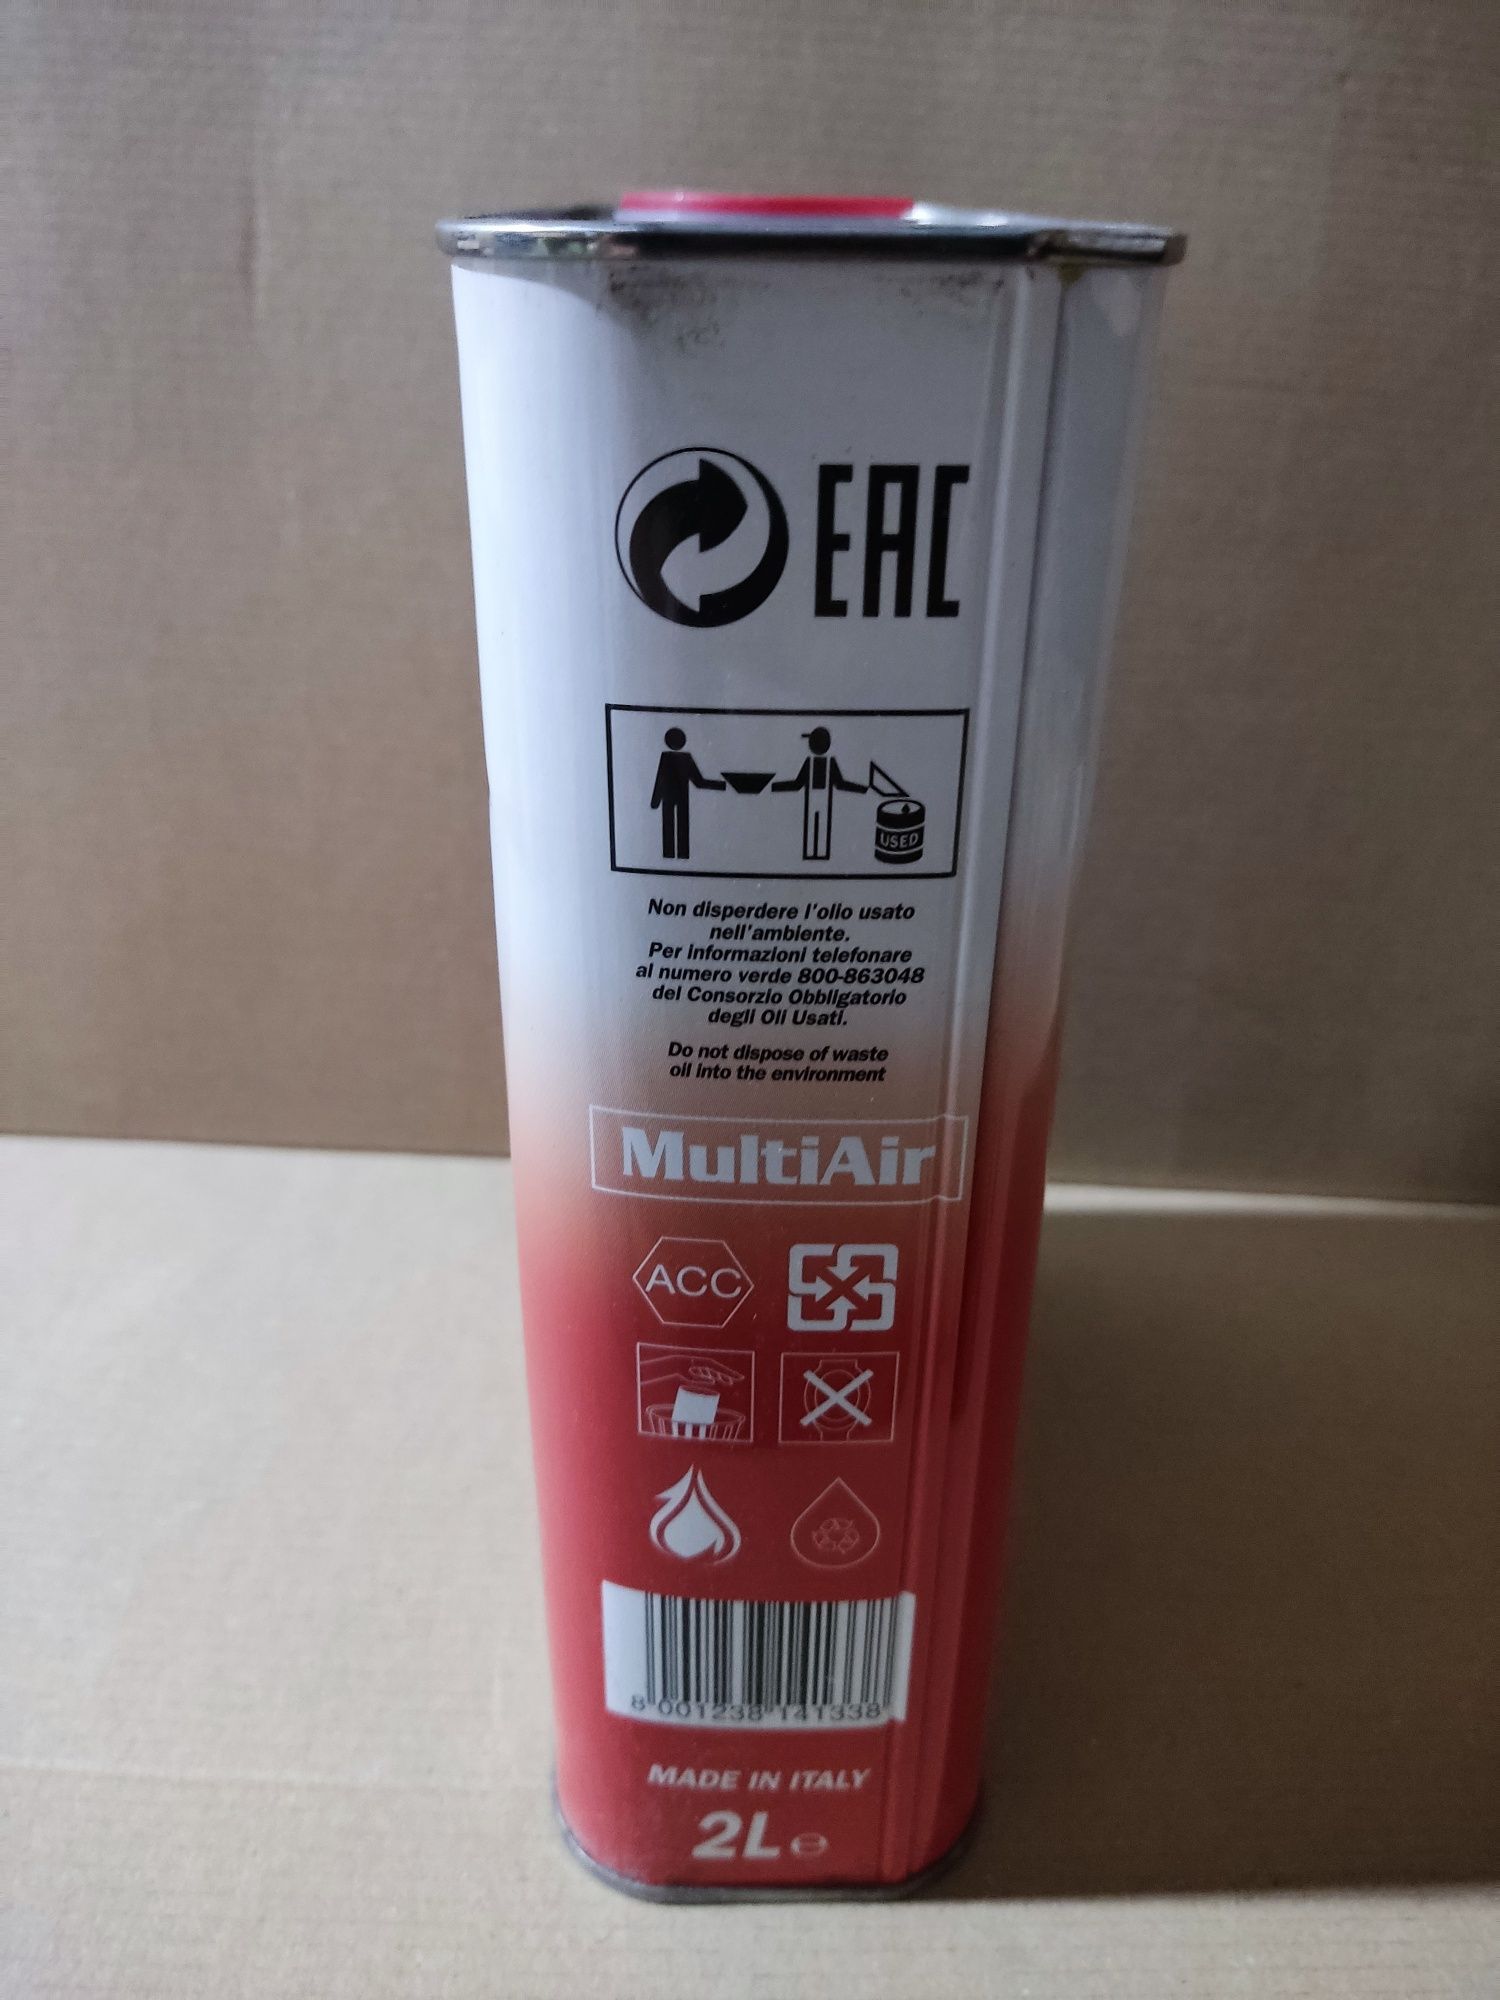 EAC
USED
Non disperdere l'olio usato
nell'ambiente.
Per informazioni telefonare
al numero verde 800-863048
del Consorzio Obbligatorio
degli Oli Usati.
Do not dispose of waste
oil into the environment
MultiAir
ACC
8 001238 141338
MADE IN ITALY
2L ℮